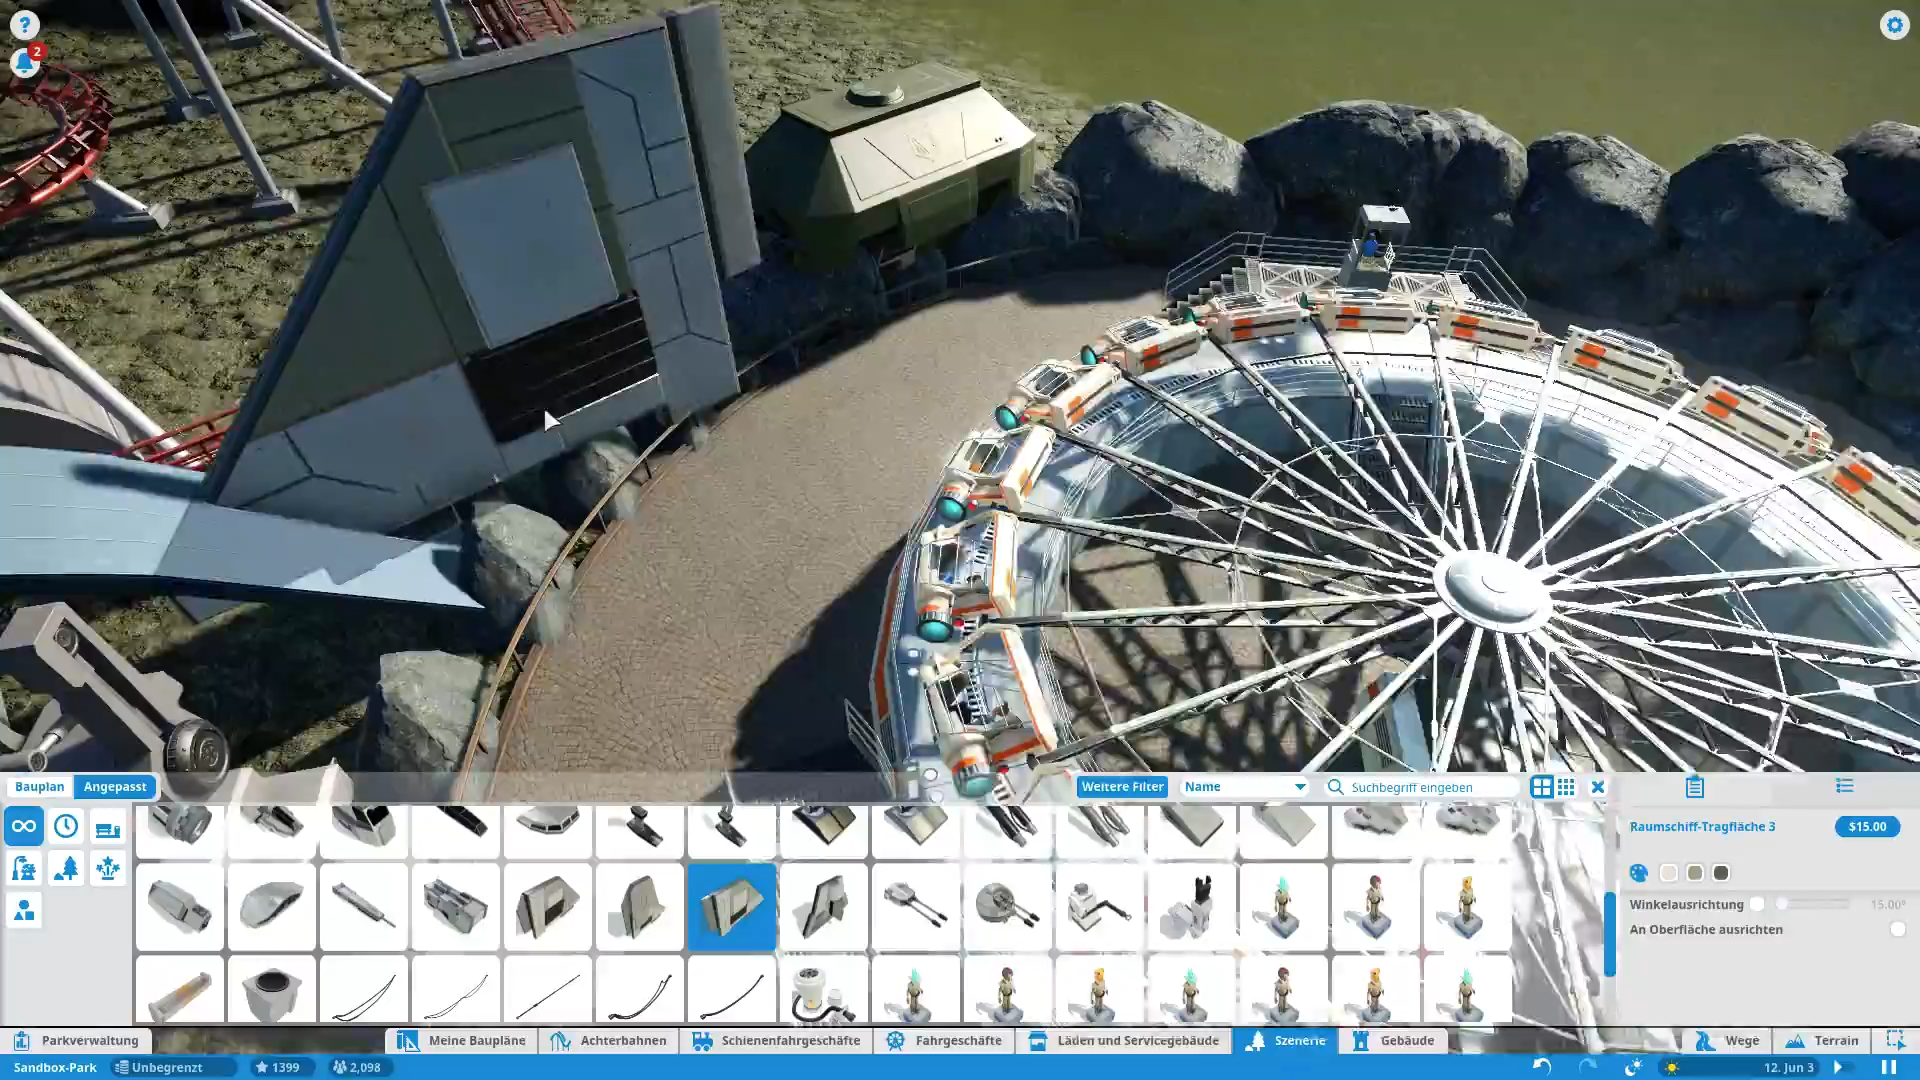 ?
2
Bauplan
Angepasst
Weitere Filter
Name
Suchbegriff eingeben
Raumschiff-Tragfläche 3
$15.00
Winkelausrichtung
15.00°
An Oberfläche ausrichten
Parkverwaltung
Meine Baupläne
Achterbahnen
Schienenfahrgeschäfte
Fahrgeschäfte
Läden und Servicegebäude
Szenerie
Gebäude
Wege
Terrain
Sandbox-Park
Unbegrenzt
1399
2,098
12. Jun 3